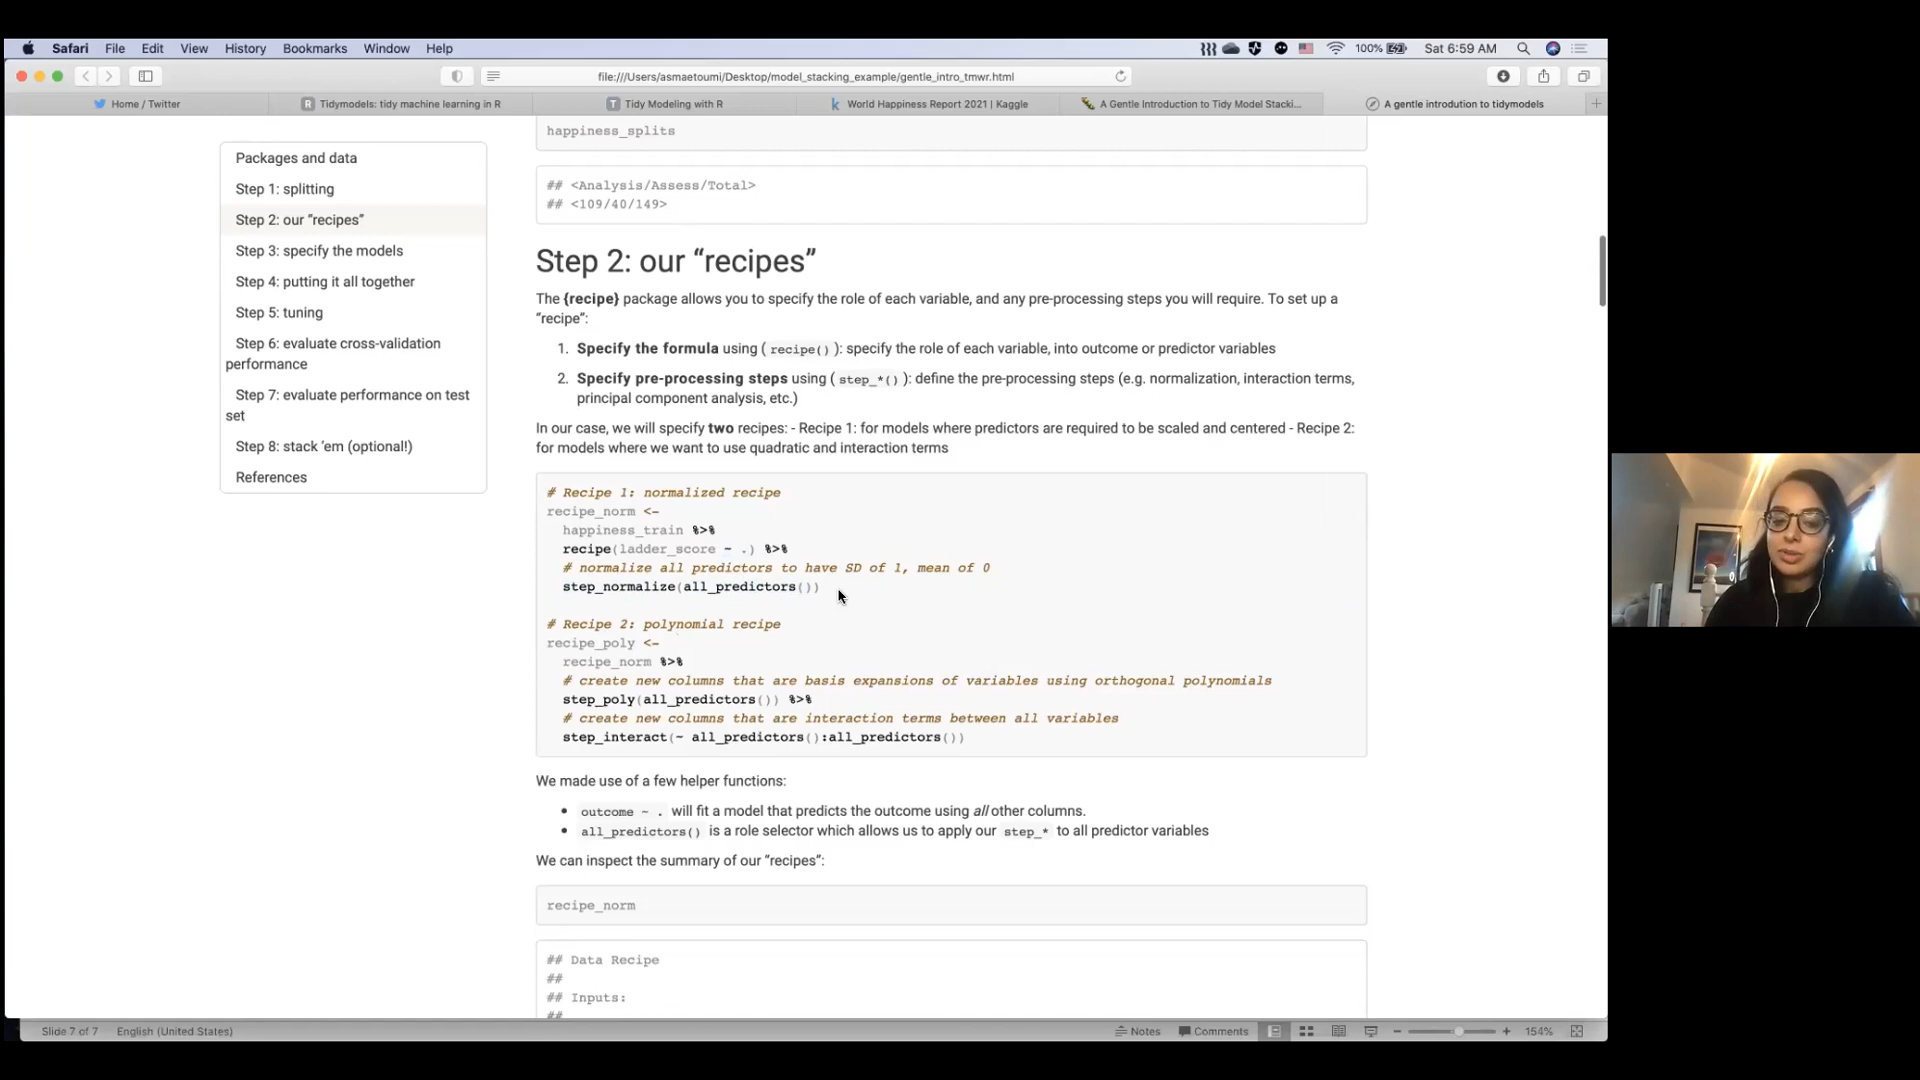 Safari File Edit View History Bookmarks Window Help 100% Sat 6:59 AM
file:///Users/asmaetoumi/Desktop/model_stacking_example/gentle_intro_tmwr.html
Home / Twitter
Tidymodels: tidy machine learning in R
Tidy Modeling with R
World Happiness Report 2021 | Kaggle
A Gentle Introduction to Tidy Model Stacki...
A gentle introdution to tidymodels
Packages and data
Step 1: splitting
Step 2: our “recipes”
Step 3: specify the models
Step 4: putting it all together
Step 5: tuning
Step 6: evaluate cross-validation
performance
Step 7: evaluate performance on test
set
Step 8: stack ’em (optional!)
References
happiness_splits
## <Analysis/Assess/Total>
## <109/40/149>
Step 2: our “recipes”
The {recipe} package allows you to specify the role of each variable, and any pre-processing steps you will require. To set up a
“recipe”:
1. Specify the formula using ( recipe() ): specify the role of each variable, into outcome or predictor variables
2. Specify pre-processing steps using ( step_*() ): define the pre-processing steps (e.g. normalization, interaction terms,
principal component analysis, etc.)
In our case, we will specify two recipes: - Recipe 1: for models where predictors are required to be scaled and centered - Recipe 2:
for models where we want to use quadratic and interaction terms
# Recipe 1: normalized recipe
recipe_norm <-
happiness_train %>%
recipe(ladder_score ~ .) %>%
# normalize all predictors to have SD of 1, mean of 0
step_normalize(all_predictors())
# Recipe 2: polynomial recipe
recipe_poly <-
recipe_norm %>%
# create new columns that are basis expansions of variables using orthogonal polynomials
step_poly(all_predictors()) %>%
# create new columns that are interaction terms between all variables
step_interact(~ all_predictors():all_predictors())
We made use of a few helper functions:
• outcome ~ . will fit a model that predicts the outcome using all other columns.
• all_predictors() is a role selector which allows us to apply our step_* to all predictor variables
We can inspect the summary of our “recipes”:
recipe_norm
## Data Recipe
##
## Inputs:
##
Slide 7 of 7 English (United States) Notes Comments 154%